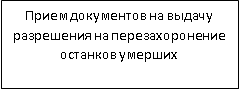 Прием документов на выдачу
разрешения на перезахоронение
останков умерших